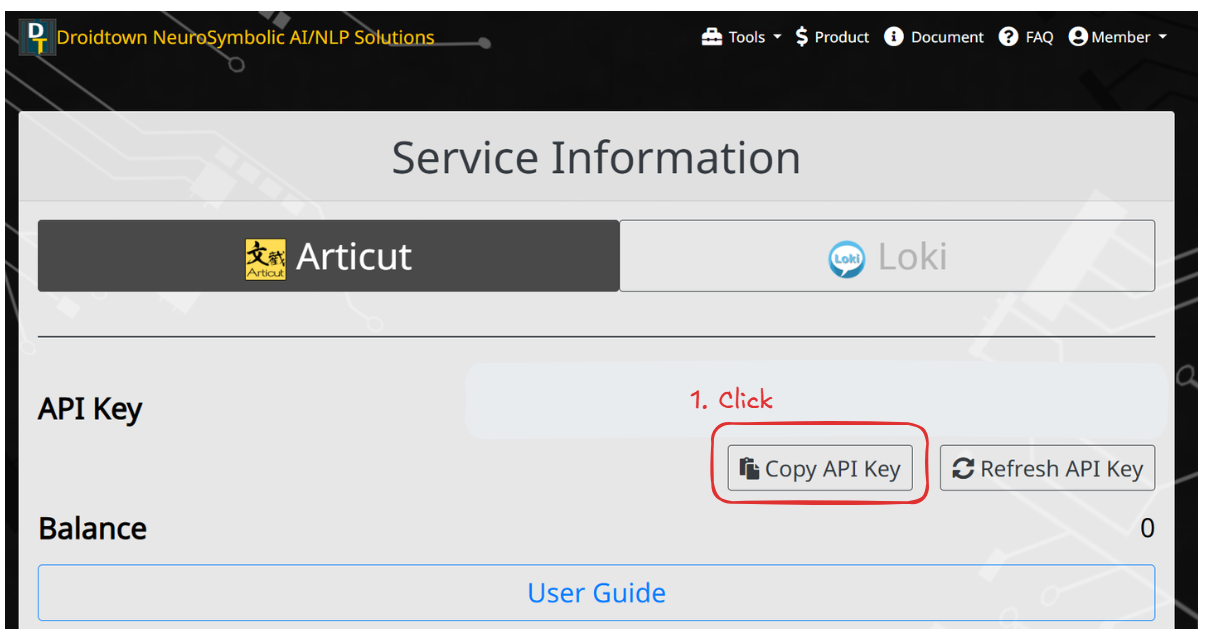 DT Droidtown NeuroSymbolic AI/NLP Solutions Tools $ Product i Document ? FAQ Member
Service Information
文截 Articut Articut
Loki Loki
API Key
1. Click
Copy API Key Refresh API Key
Balance 0
User Guide